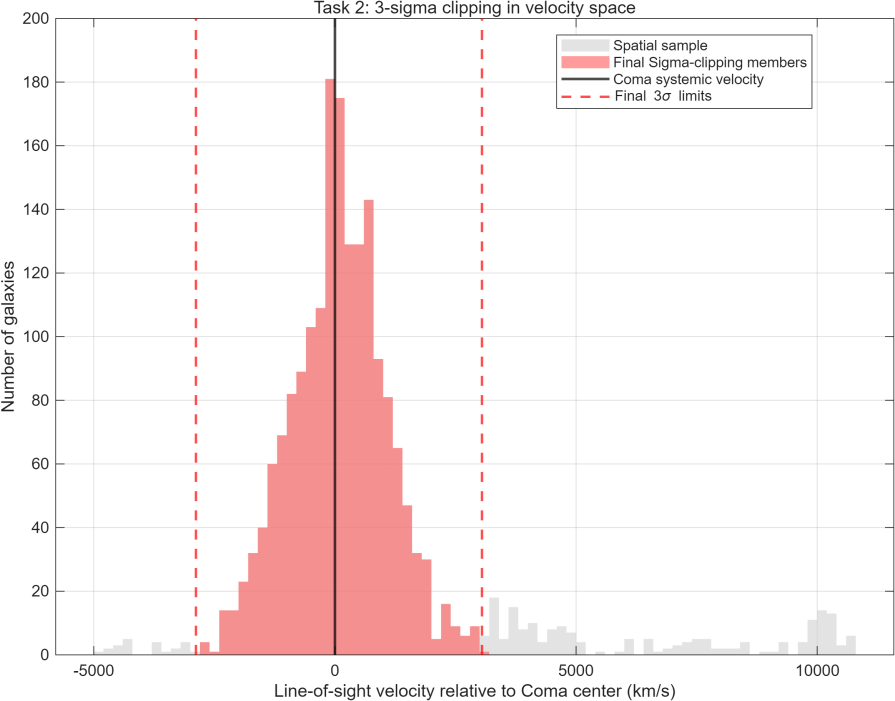 Task 2: 3-sigma clipping in velocity space
Spatial sample
Final Sigma-clipping members
Coma systemic velocity
Final 3σ limits
Number of galaxies
200
180
160
140
120
100
80
60
40
20
0
-5000 0 5000 10000
Line-of-sight velocity relative to Coma center (km/s)